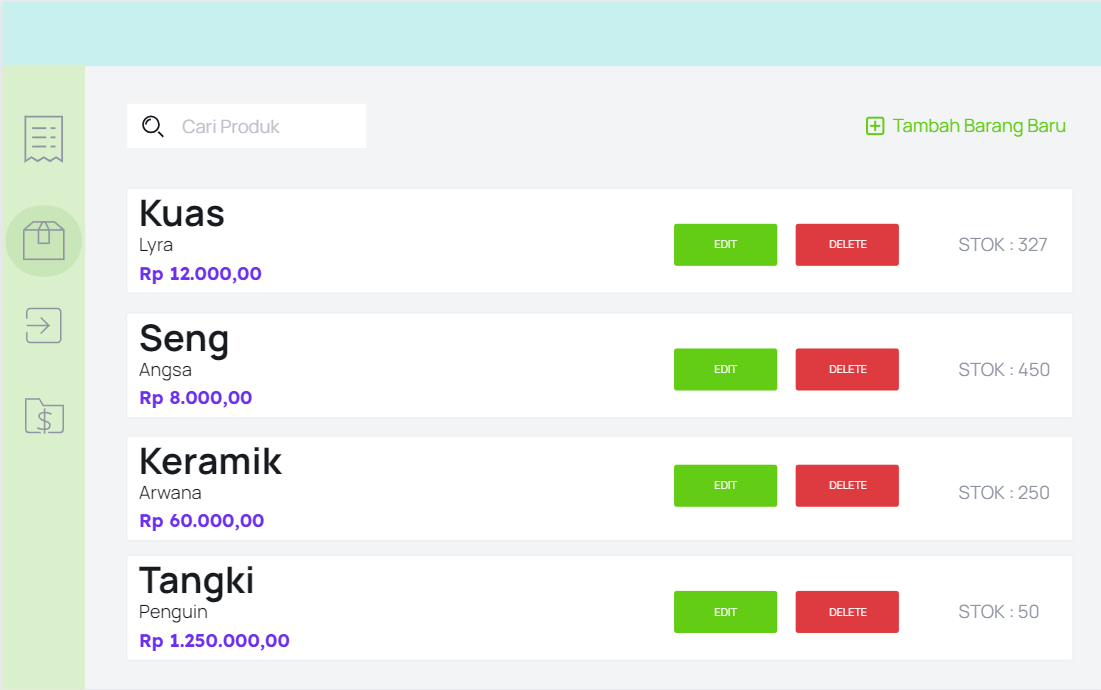 Cari Produk
Tambah Barang Baru
Kuas
Lyra
Rp 12.000,00
EDIT
DELETE
STOK : 327
Seng
Angsa
Rp 8.000,00
EDIT
DELETE
STOK : 450
Keramik
Arwana
Rp 60.000,00
EDIT
DELETE
STOK : 250
Tangki
Penguin
Rp 1.250.000,00
EDIT
DELETE
STOK : 50